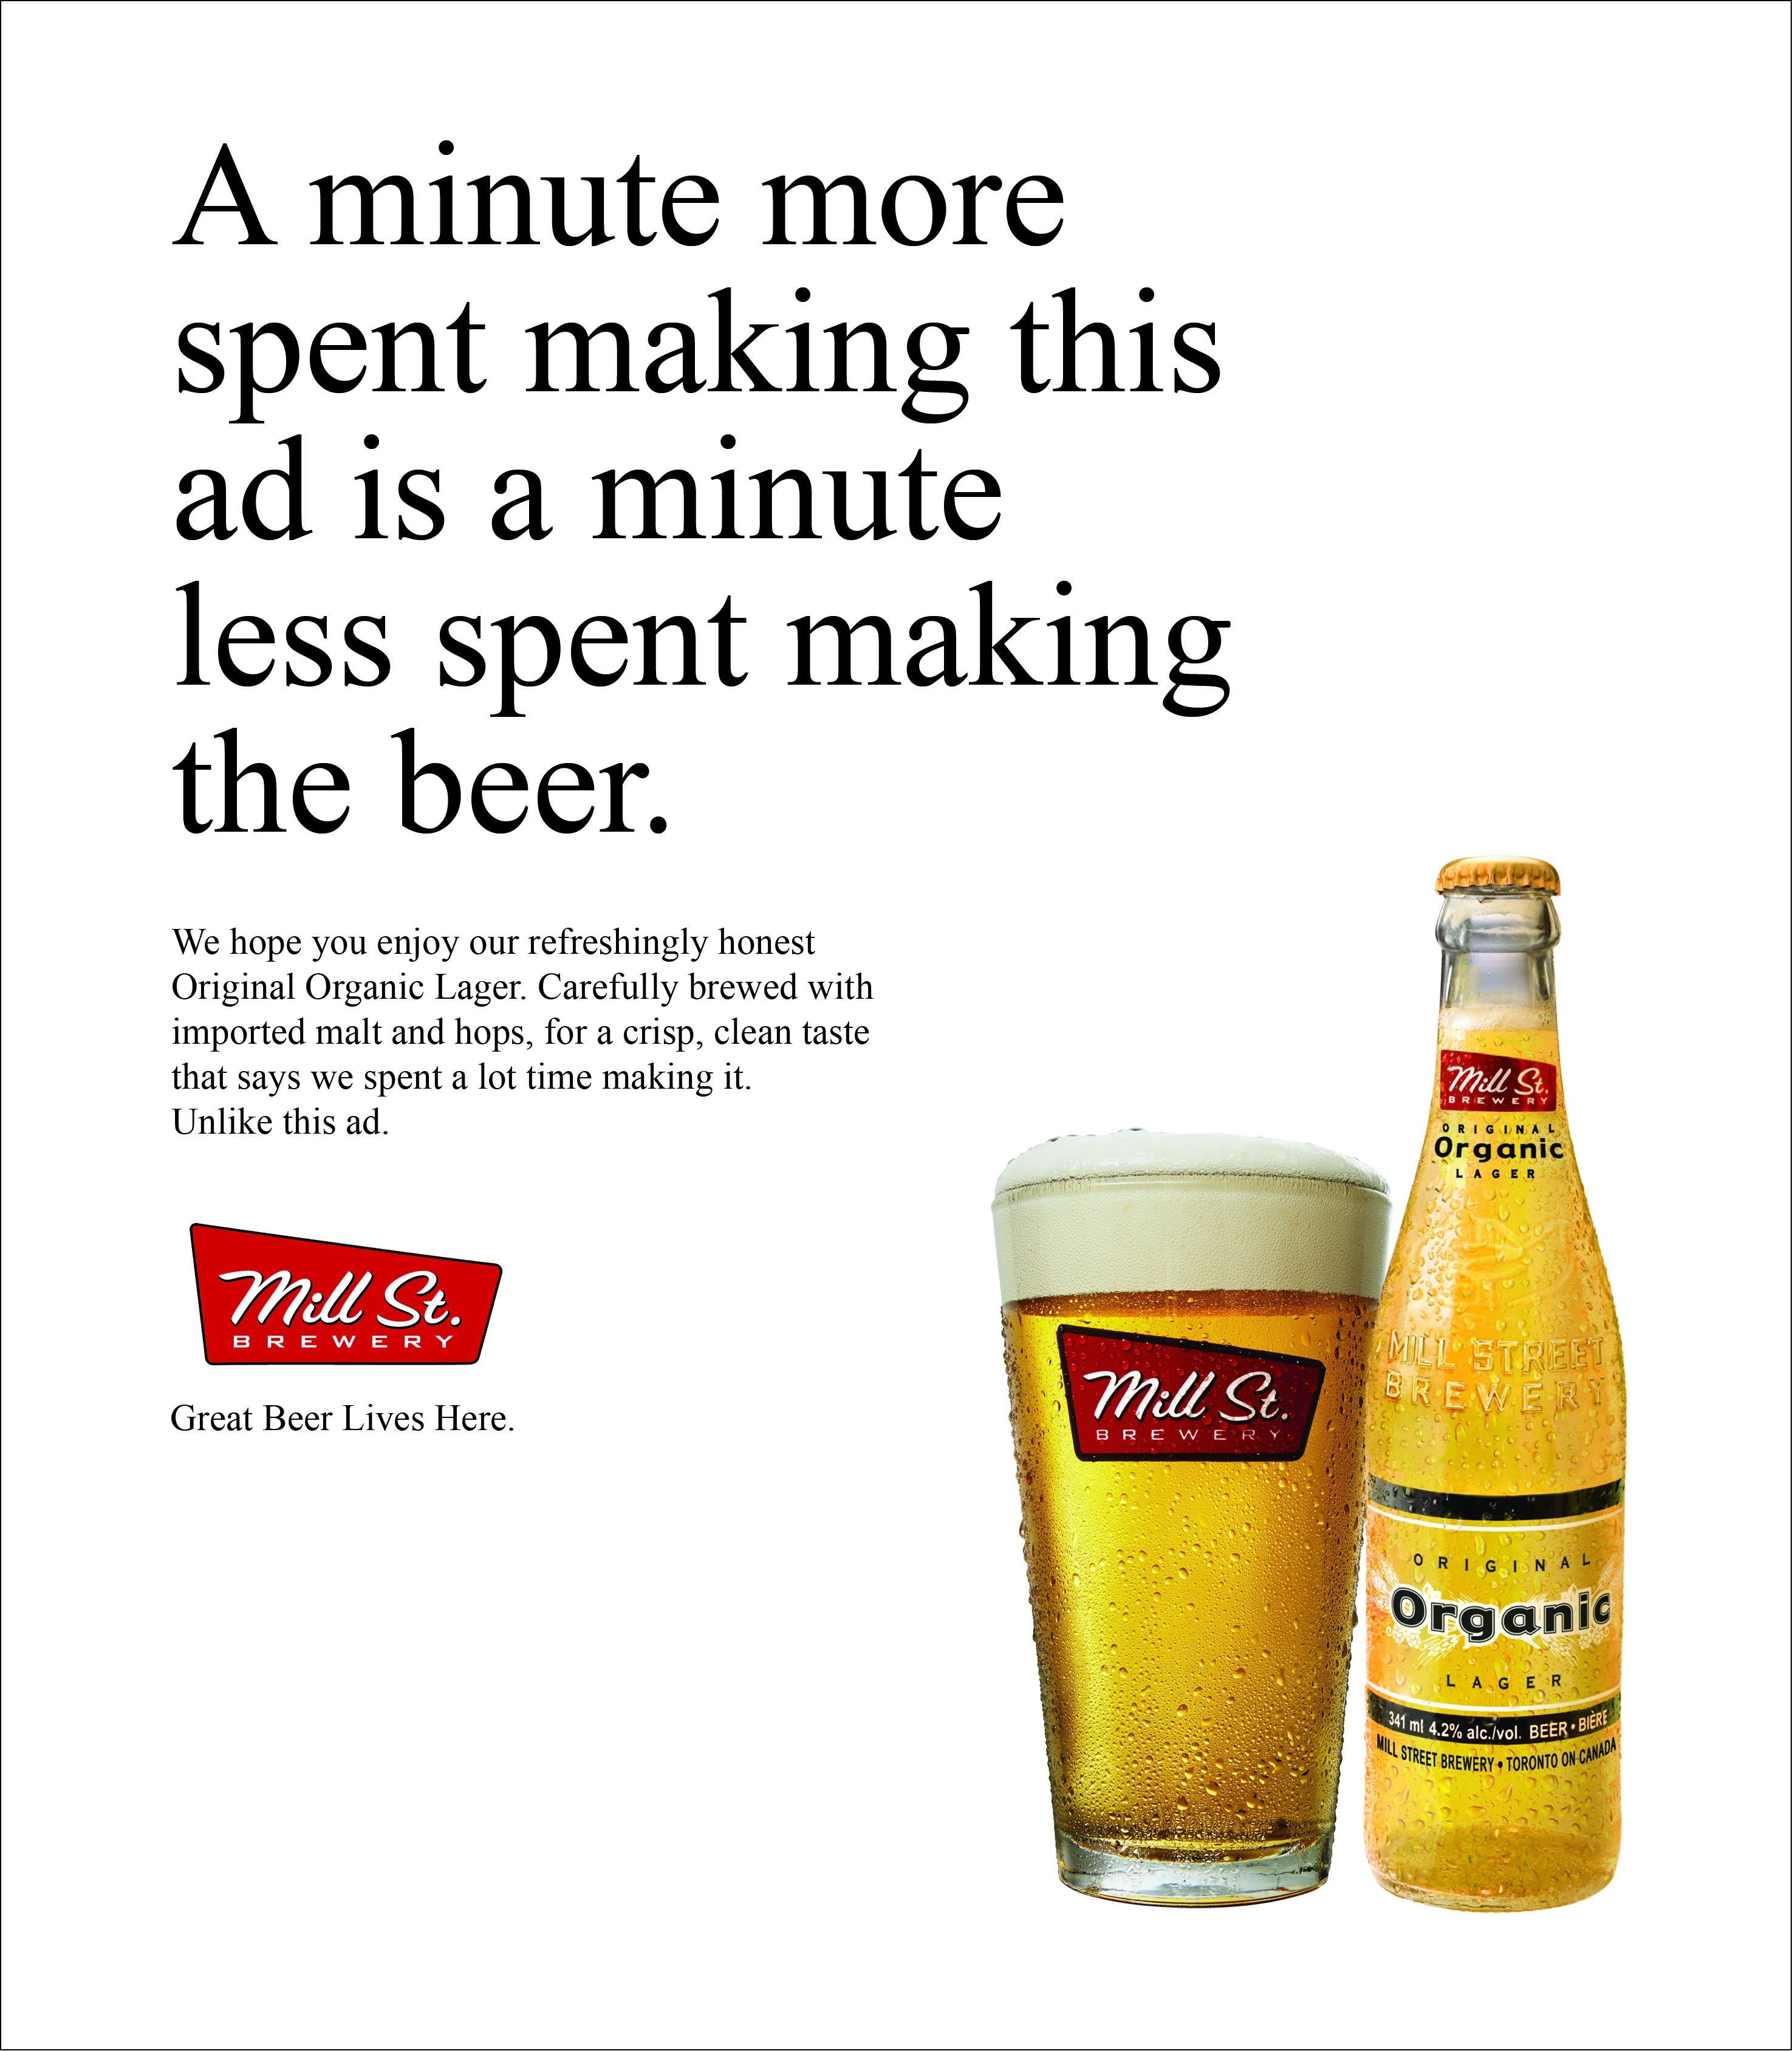 A minute more
spent making this
ad is a minute
less spent making
the beer.
We hope you enjoy our refreshingly honest
Original Organic Lager. Carefully brewed with
imported malt and hops, for a crisp, clean taste
that says we spent a lot time making it.
Unlike this ad.
Mill St.
BREWERY
Great Beer Lives Here.
Mill St.
BREWERY
Mill St.
BREWERY
ORIGINAL
Organic
LAGER
MILL STREET
BREWERY
ORIGINAL
Organic
LAGER
341 ml 4.2% alc./vol. BEER • BIÈRE
MILL STREET BREWERY • TORONTO ON CANADA